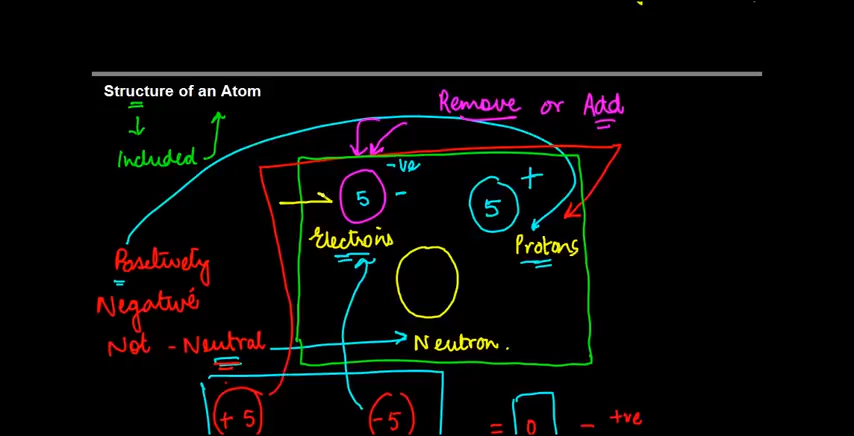 Structure of an Atom
Remove or Add
Included
-ve
5 -
5 +
Electrons
Protons
Positively
Negative
Not - Neutral
Neutron.
+5
-5
= 0 - +ve